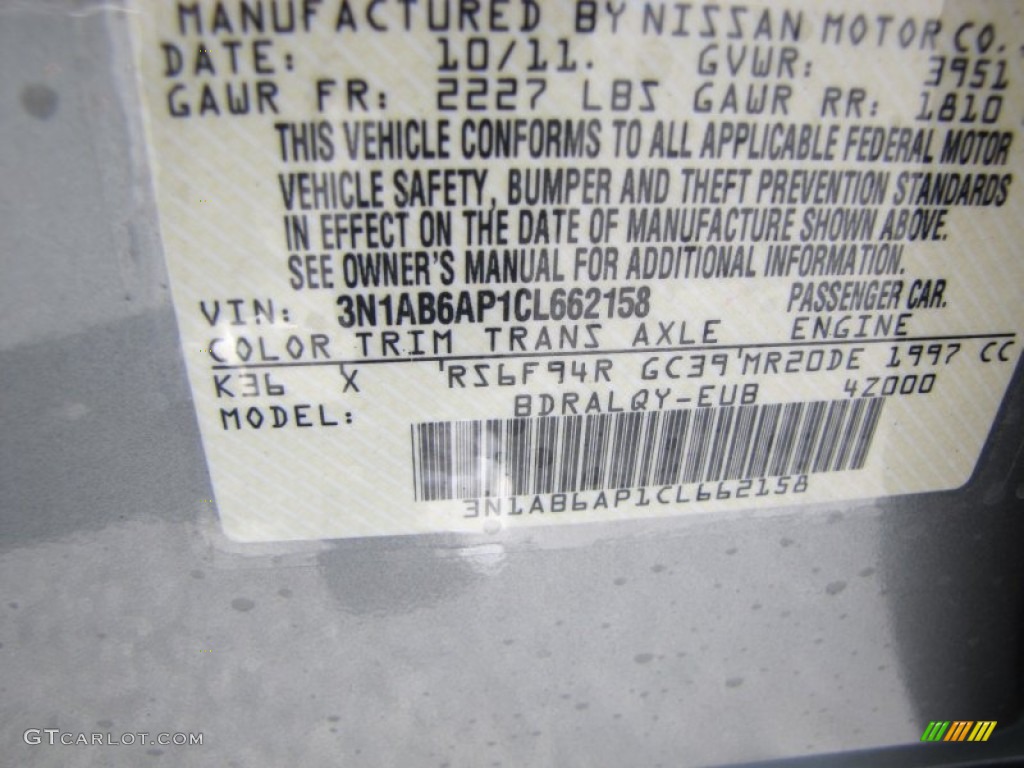 MANUFACTURED BY NISSAN MOTOR CO.
DATE: 10/11. GVWR: 3951
GAWR FR: 2227 LBS GAWR RR: 1810
THIS VEHICLE CONFORMS TO ALL APPLICABLE FEDERAL MOTOR
VEHICLE SAFETY, BUMPER AND THEFT PREVENTION STANDARDS
IN EFFECT ON THE DATE OF MANUFACTURE SHOWN ABOVE.
SEE OWNER'S MANUAL FOR ADDITIONAL INFORMATION.
VIN: 3N1AB6AP1CL662158 PASSENGER CAR.
COLOR TRIM TRANS AXLE ENGINE
K36 X RS6F94R GC39 MR20DE 1997 CC
MODEL: BDRALQY-EUB 4Z000
3N1AB6AP1CL662158
GTCARLOT.COM